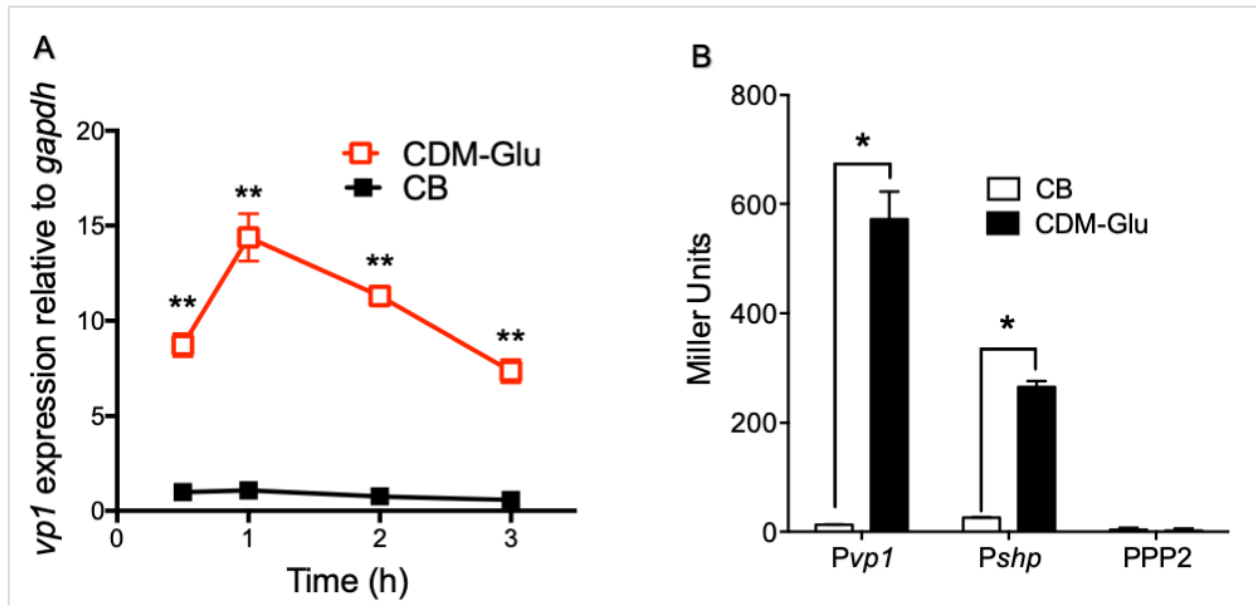 A
vp1 expression relative to gapdh
20
15
10
5
0
0
1
2
3
Time (h)
CDM-Glu
CB
**
**
**
**
B
Miller Units
800
600
400
200
0
*
*
CB
CDM-Glu
Pvp1
Pshp
PPP2